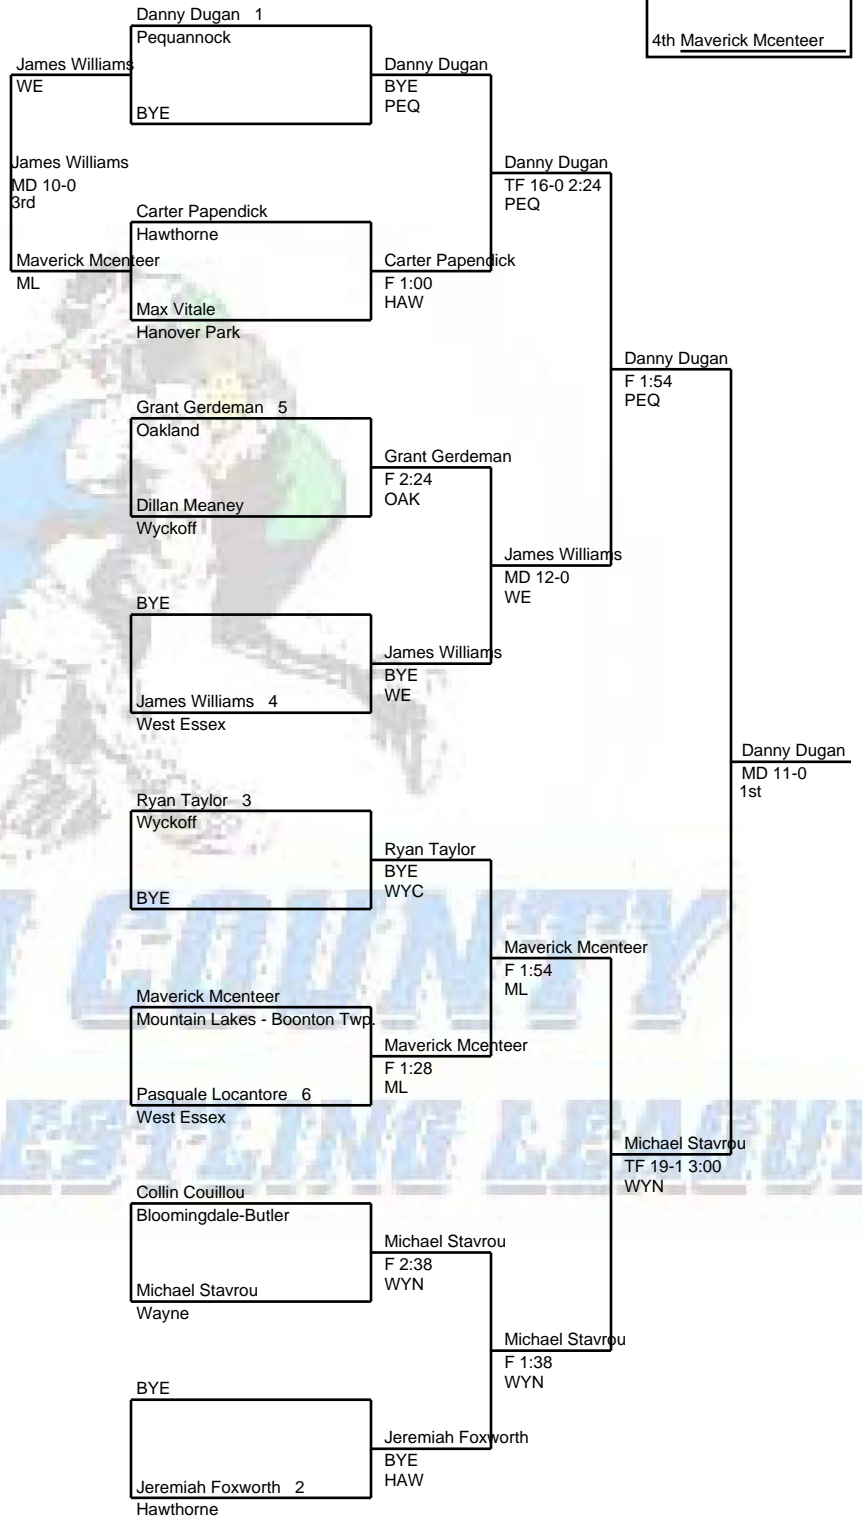 Danny Dugan 1
Pequannock
4th Maverick Mcenteer
James Williams
WE
Danny Dugan
BYE
PEQ
BYE
James Williams
MD 10-0
3rd
Danny Dugan
TF 16-0 2:24
PEQ
Carter Papendick
Hawthorne
Maverick Mcenteer
ML
Carter Papendick
F 1:00
HAW
Max Vitale
Hanover Park
Danny Dugan
F 1:54
PEQ
Grant Gerdeman 5
Oakland
Grant Gerdeman
F 2:24
OAK
Dillan Meaney
Wyckoff
James Williams
MD 12-0
WE
BYE
James Williams
BYE
WE
James Williams 4
West Essex
Danny Dugan
MD 11-0
1st
Ryan Taylor 3
Wyckoff
Ryan Taylor
BYE
WYC
BYE
COUNTY
Maverick Mcenteer
F 1:54
ML
Maverick Mcenteer
Mountain Lakes - Boonton Twp.
Maverick Mcenteer
F 1:28
ML
Pasquale Locantore 6
West Essex
Michael Stavrou
TF 19-1 3:00
WYN
Collin Couillou
Bloomingdale-Butler
Michael Stavrou
F 2:38
WYN
Michael Stavrou
Wayne
Michael Stavrou
F 1:38
WYN
BYE
Jeremiah Foxworth
BYE
HAW
Jeremiah Foxworth 2
Hawthorne